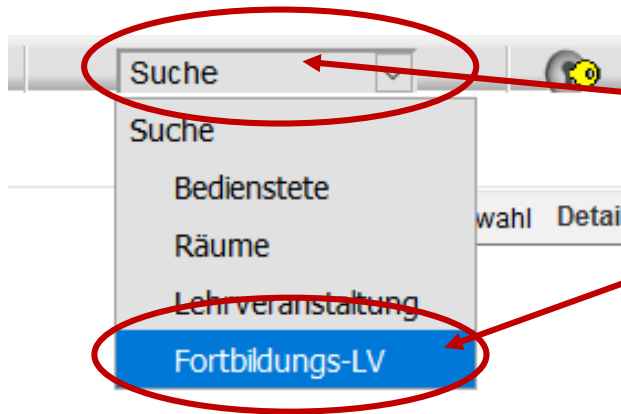 Suche
Suche
Bedienstete
Räume
wahl Detai
Lehrveranstaltung
Fortbildungs-LV